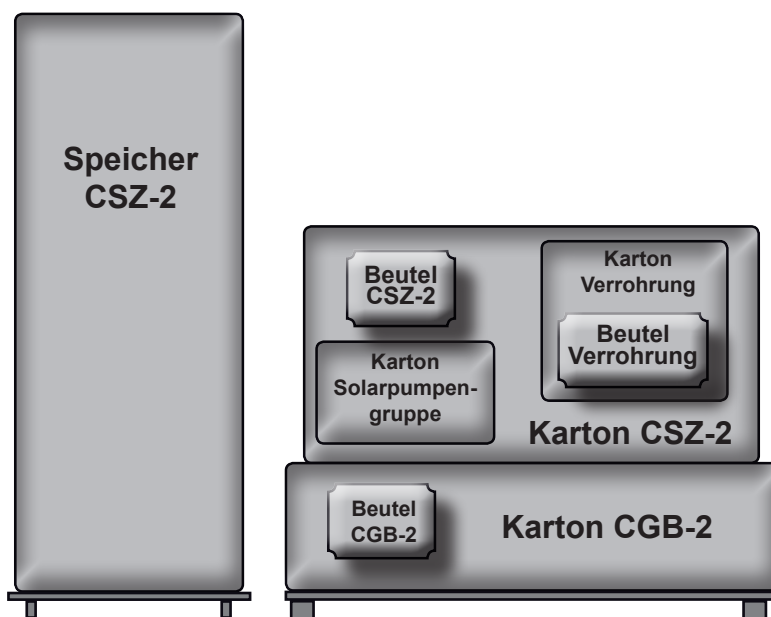 Speicher
CSZ-2
Beutel
CSZ-2
Karton
Verrohrung
Beutel
Verrohrung
Karton
Solarpumpen-
gruppe
Karton CSZ-2
Beutel
CGB-2
Karton CGB-2